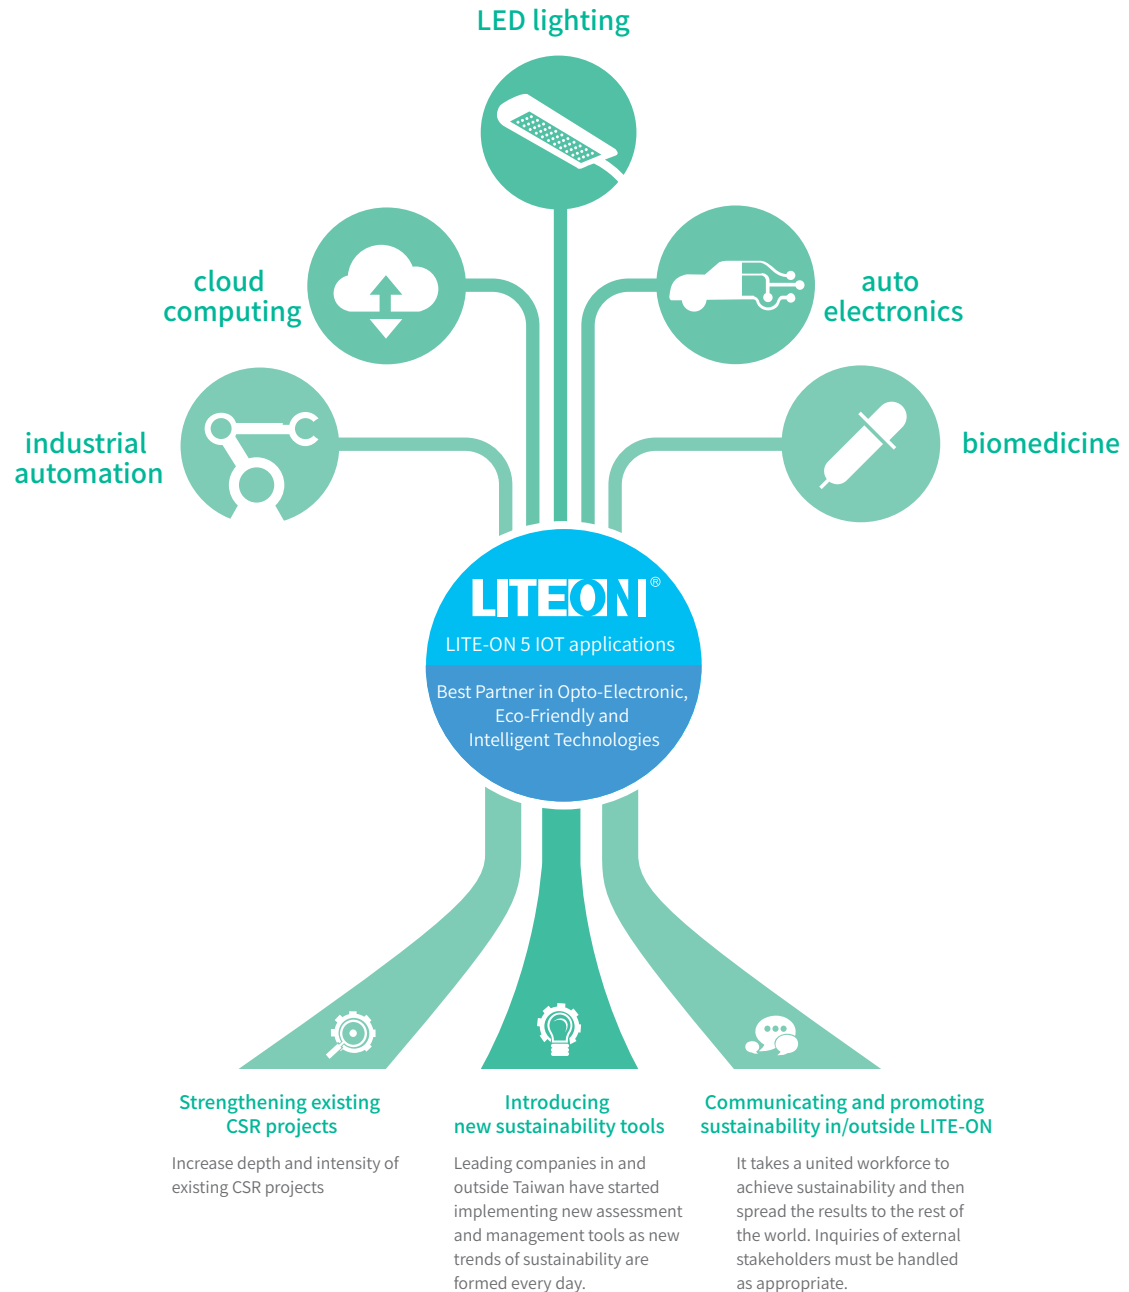 LED lighting
cloud
computing
auto
electronics
industrial
automation
biomedicine
LITEON®
LITE-ON 5 IOT applications
Best Partner in Opto-Electronic,
Eco-Friendly and
Intelligent Technologies
Strengthening existing
CSR projects
Increase depth and intensity of
existing CSR projects
Introducing
new sustainability tools
Leading companies in and
outside Taiwan have started
implementing new assessment
and management tools as new
trends of sustainability are
formed every day.
Communicating and promoting
sustainability in/outside LITE-ON
It takes a united workforce to
achieve sustainability and then
spread the results to the rest of
the world. Inquiries of external
stakeholders must be handled
as appropriate.